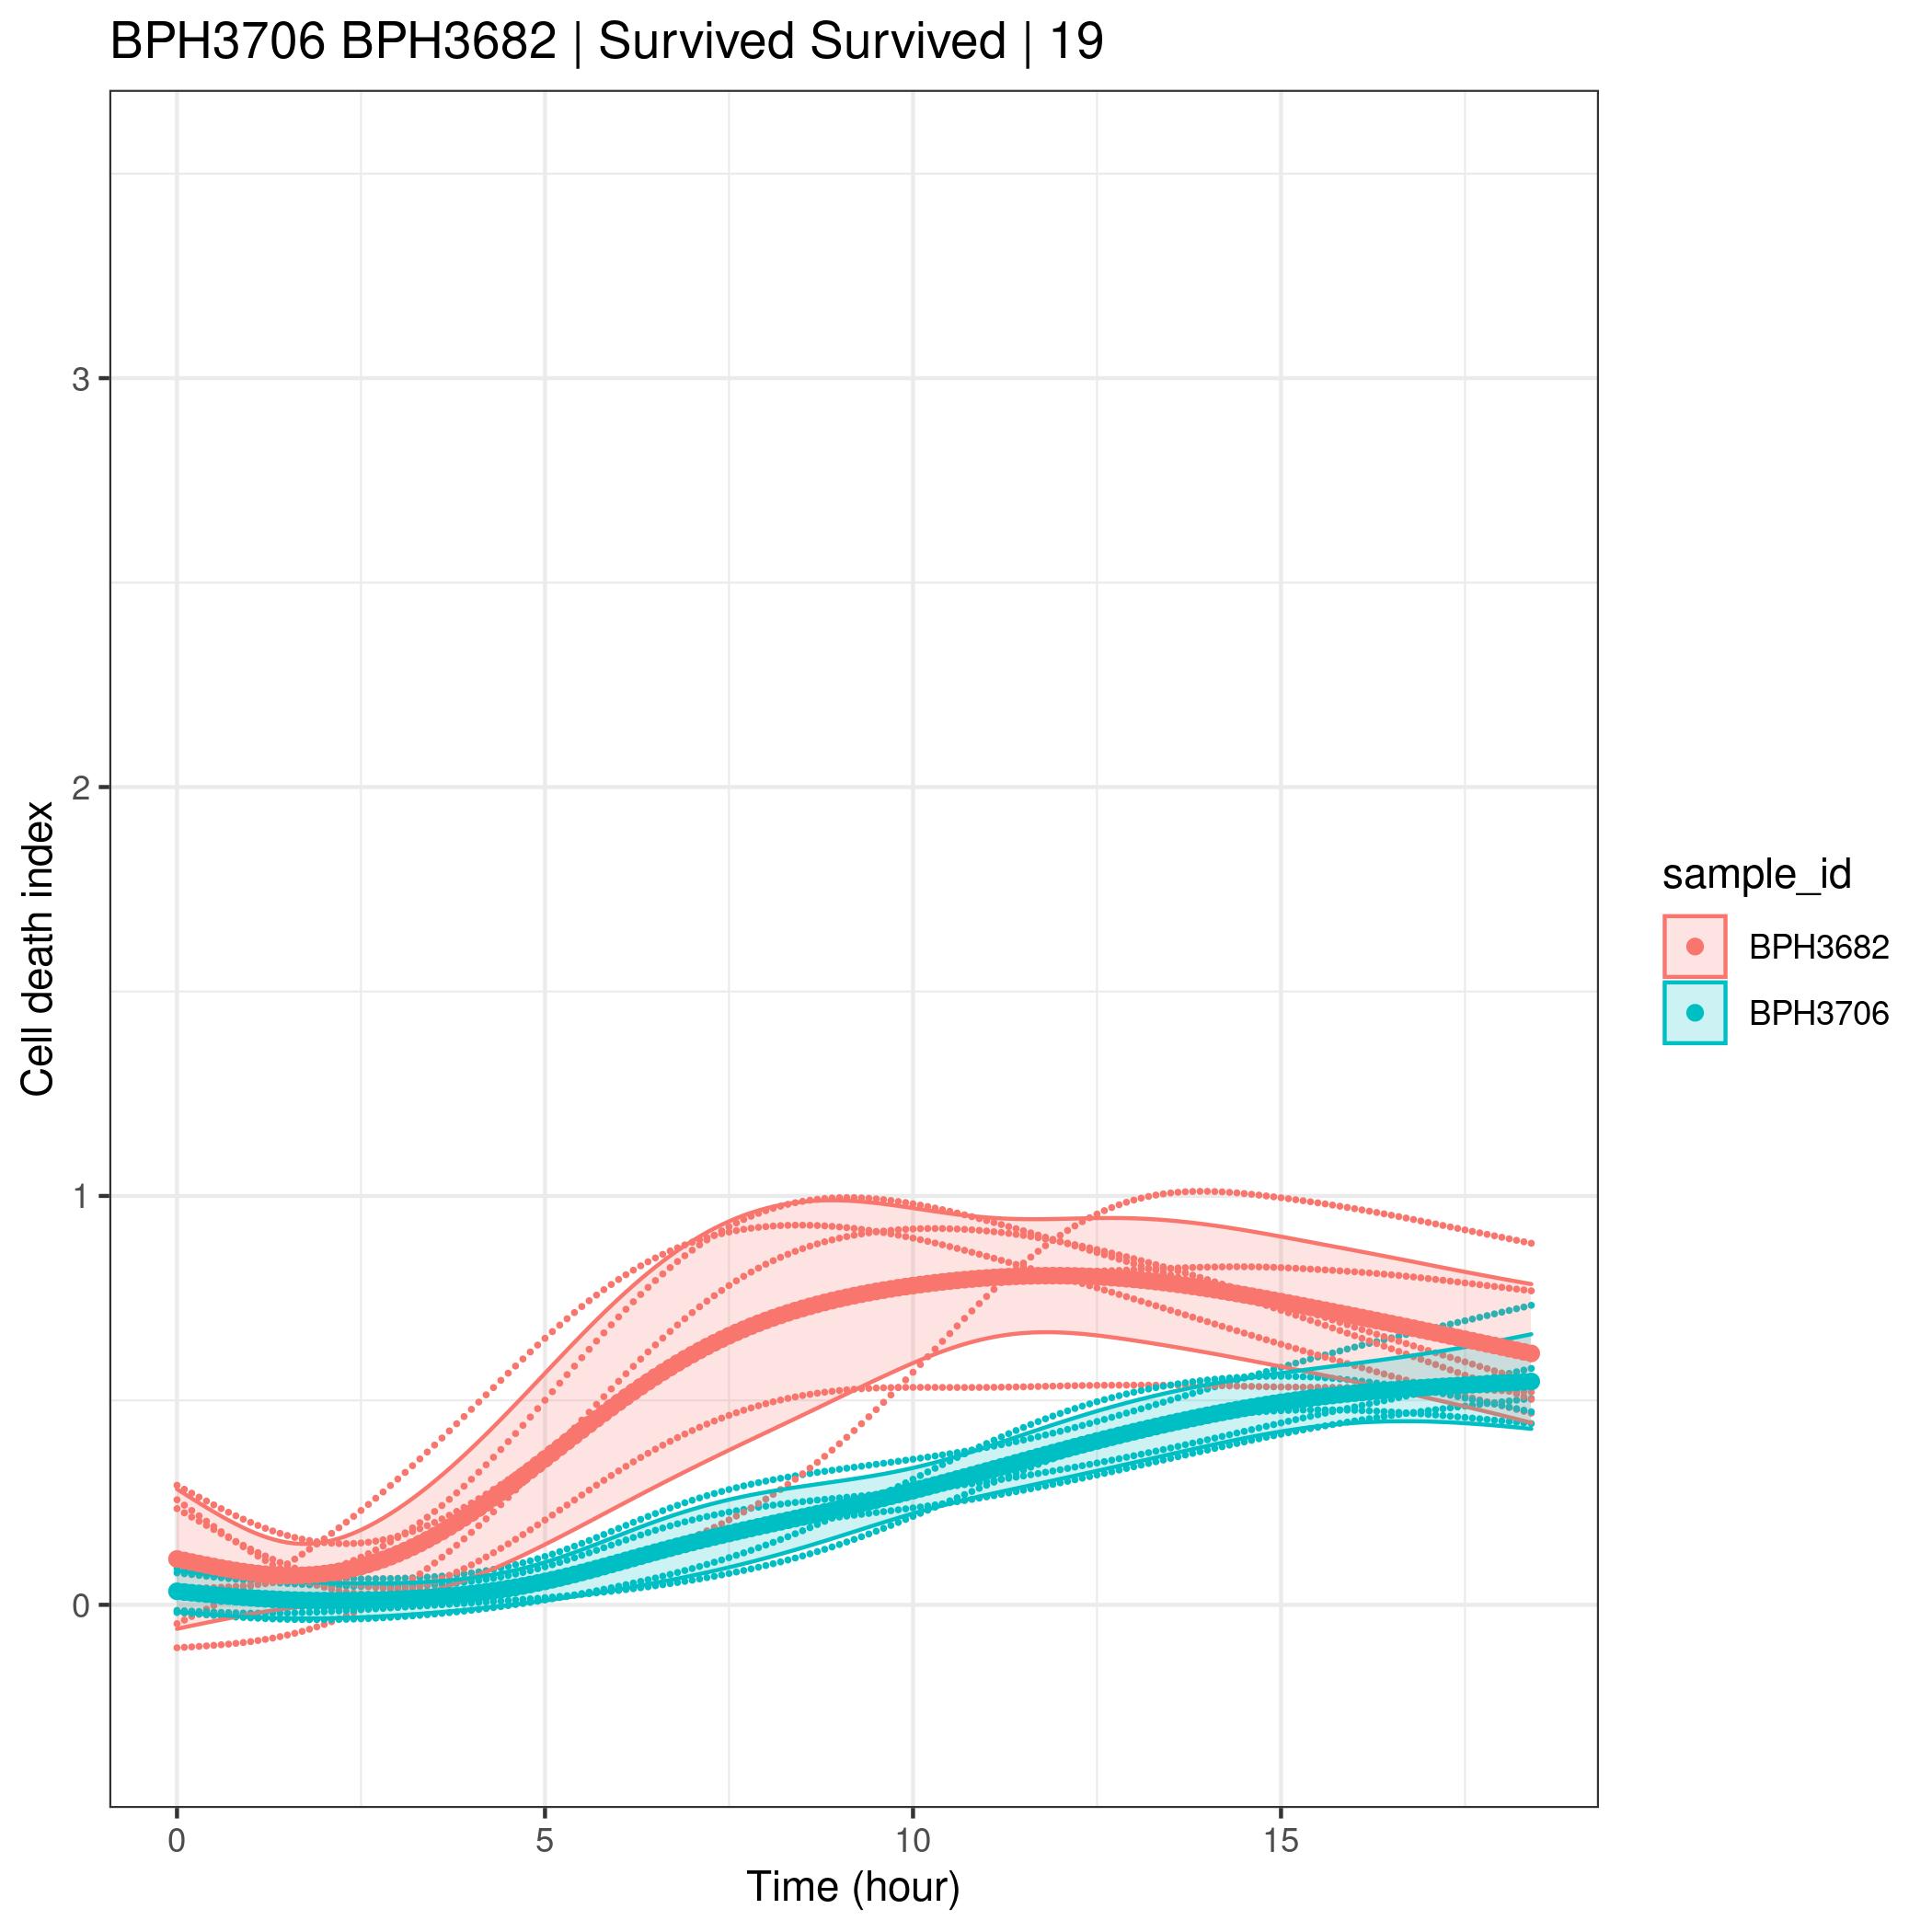 BPH3706 BPH3682 | Survived Survived | 19
3
2
1
0
Cell death index
0 5 10 15
Time (hour)
sample_id
BPH3682
BPH3706